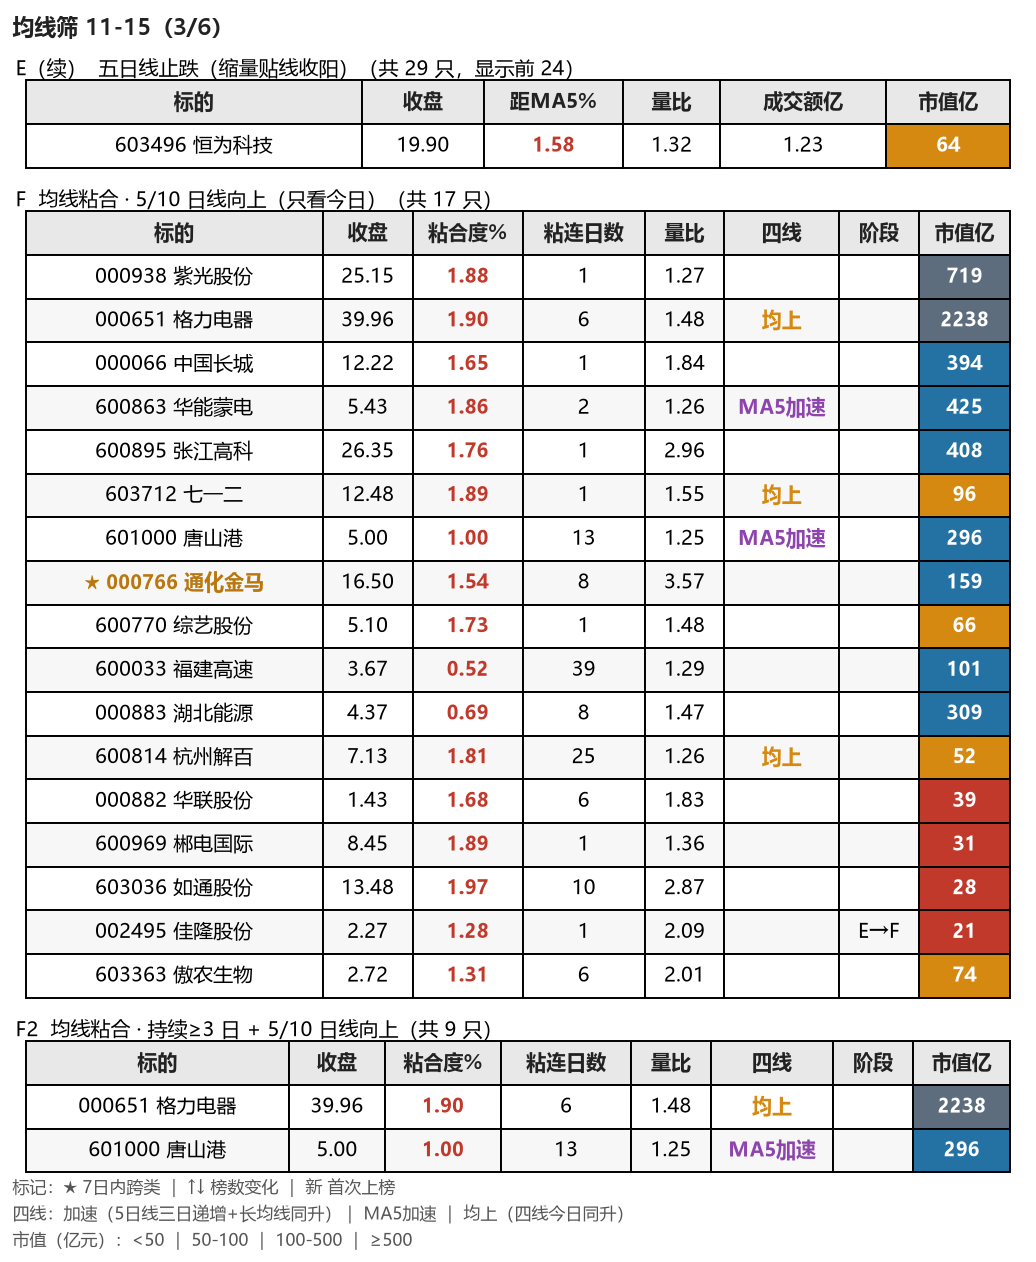 均线筛 11-15（3/6）
E（续） 五日线止跌（缩量贴线收阳）（共 29 只，显示前 24）
标的 收盘 距MA5% 量比 成交额亿 市值亿
603496 恒为科技 19.90 1.58 1.32 1.23 64
F 均线粘合 · 5/10 日线向上（只看今日）（共 17 只）
标的 收盘 粘合度% 粘连日数 量比 四线 阶段 市值亿
000938 紫光股份 25.15 1.88 1 1.27 719
000651 格力电器 39.96 1.90 6 1.48 均上 2238
000066 中国长城 12.22 1.65 1 1.84 394
600863 华能蒙电 5.43 1.86 2 1.26 MA5加速 425
600895 张江高科 26.35 1.76 1 2.96 408
603712 七一二 12.48 1.89 1 1.55 均上 96
601000 唐山港 5.00 1.00 13 1.25 MA5加速 296
★ 000766 通化金马 16.50 1.54 8 3.57 159
600770 综艺股份 5.10 1.73 1 1.48 66
600033 福建高速 3.67 0.52 39 1.29 101
000883 湖北能源 4.37 0.69 8 1.47 309
600814 杭州解百 7.13 1.81 25 1.26 均上 52
000882 华联股份 1.43 1.68 6 1.83 39
600969 郴电国际 8.45 1.89 1 1.36 31
603036 如通股份 13.48 1.97 10 2.87 28
002495 佳隆股份 2.27 1.28 1 2.09 E→F 21
603363 傲农生物 2.72 1.31 6 2.01 74
F2 均线粘合 · 持续≥3 日 + 5/10 日线向上（共 9 只）
标的 收盘 粘合度% 粘连日数 量比 四线 阶段 市值亿
000651 格力电器 39.96 1.90 6 1.48 均上 2238
601000 唐山港 5.00 1.00 13 1.25 MA5加速 296
标记：★ 7日内跨类 | ↑↓ 榜数变化 | 新 首次上榜
四线：加速（5日线三日递增+长均线同升） | MA5加速 | 均上（四线今日同升）
市值（亿元）: <50 | 50-100 | 100-500 | ≥500